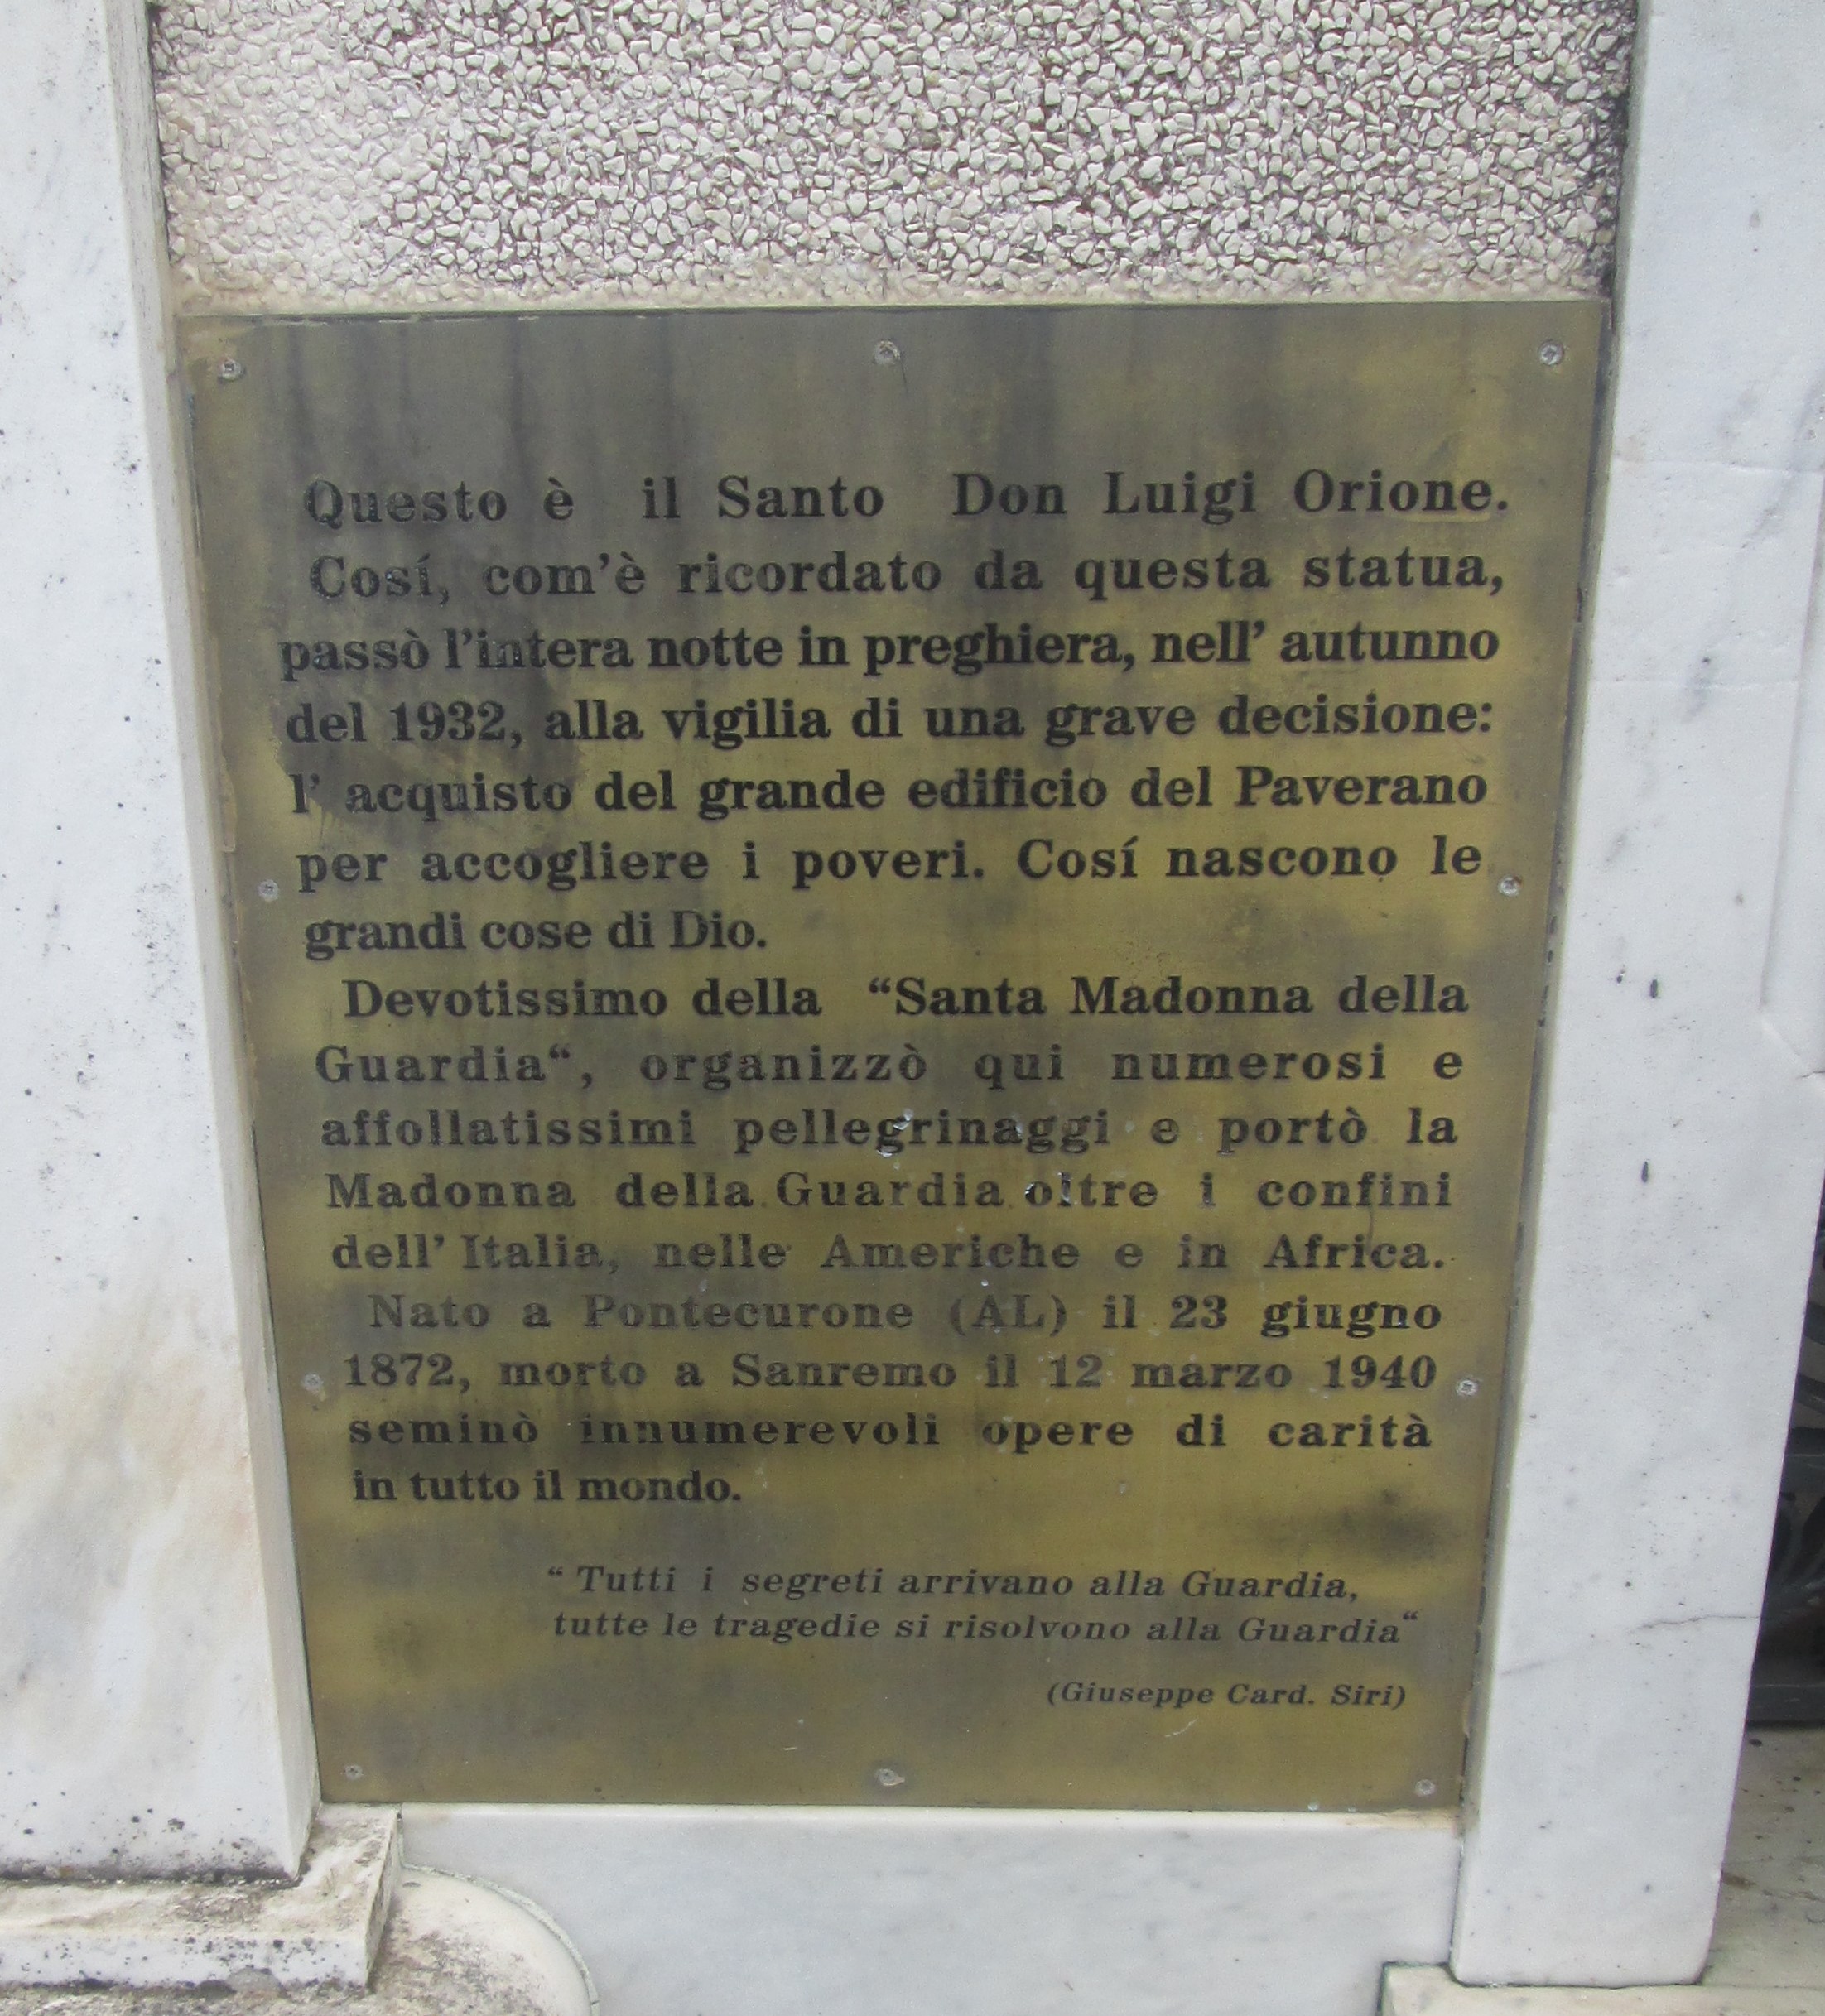 Questo è il Santo Don Luigi Orione.
Cosí, com'è ricordato da questa statua,
passò l'intera notte in preghiera, nell' autunno
del 1932, alla vigilia di una grave decisione:
l' acquisto del grande edificio del Paverano
per accogliere i poveri. Cosí nascono le
grandi cose di Dio.
Devotissimo della “Santa Madonna della
Guardia“, organizzò qui numerosi e
affollatissimi pellegrinaggi e portò la
Madonna della Guardia oltre i confini
dell' Italia, nelle Americhe e in Africa.
Nato a Pontecurone (AL) il 23 giugno
1872, morto a Sanremo il 12 marzo 1940
seminò innumerevoli opere di carità
in tutto il mondo.
“ Tutti i segreti arrivano alla Guardia,
tutte le tragedie si risolvono alla Guardia“
(Giuseppe Card. Siri)